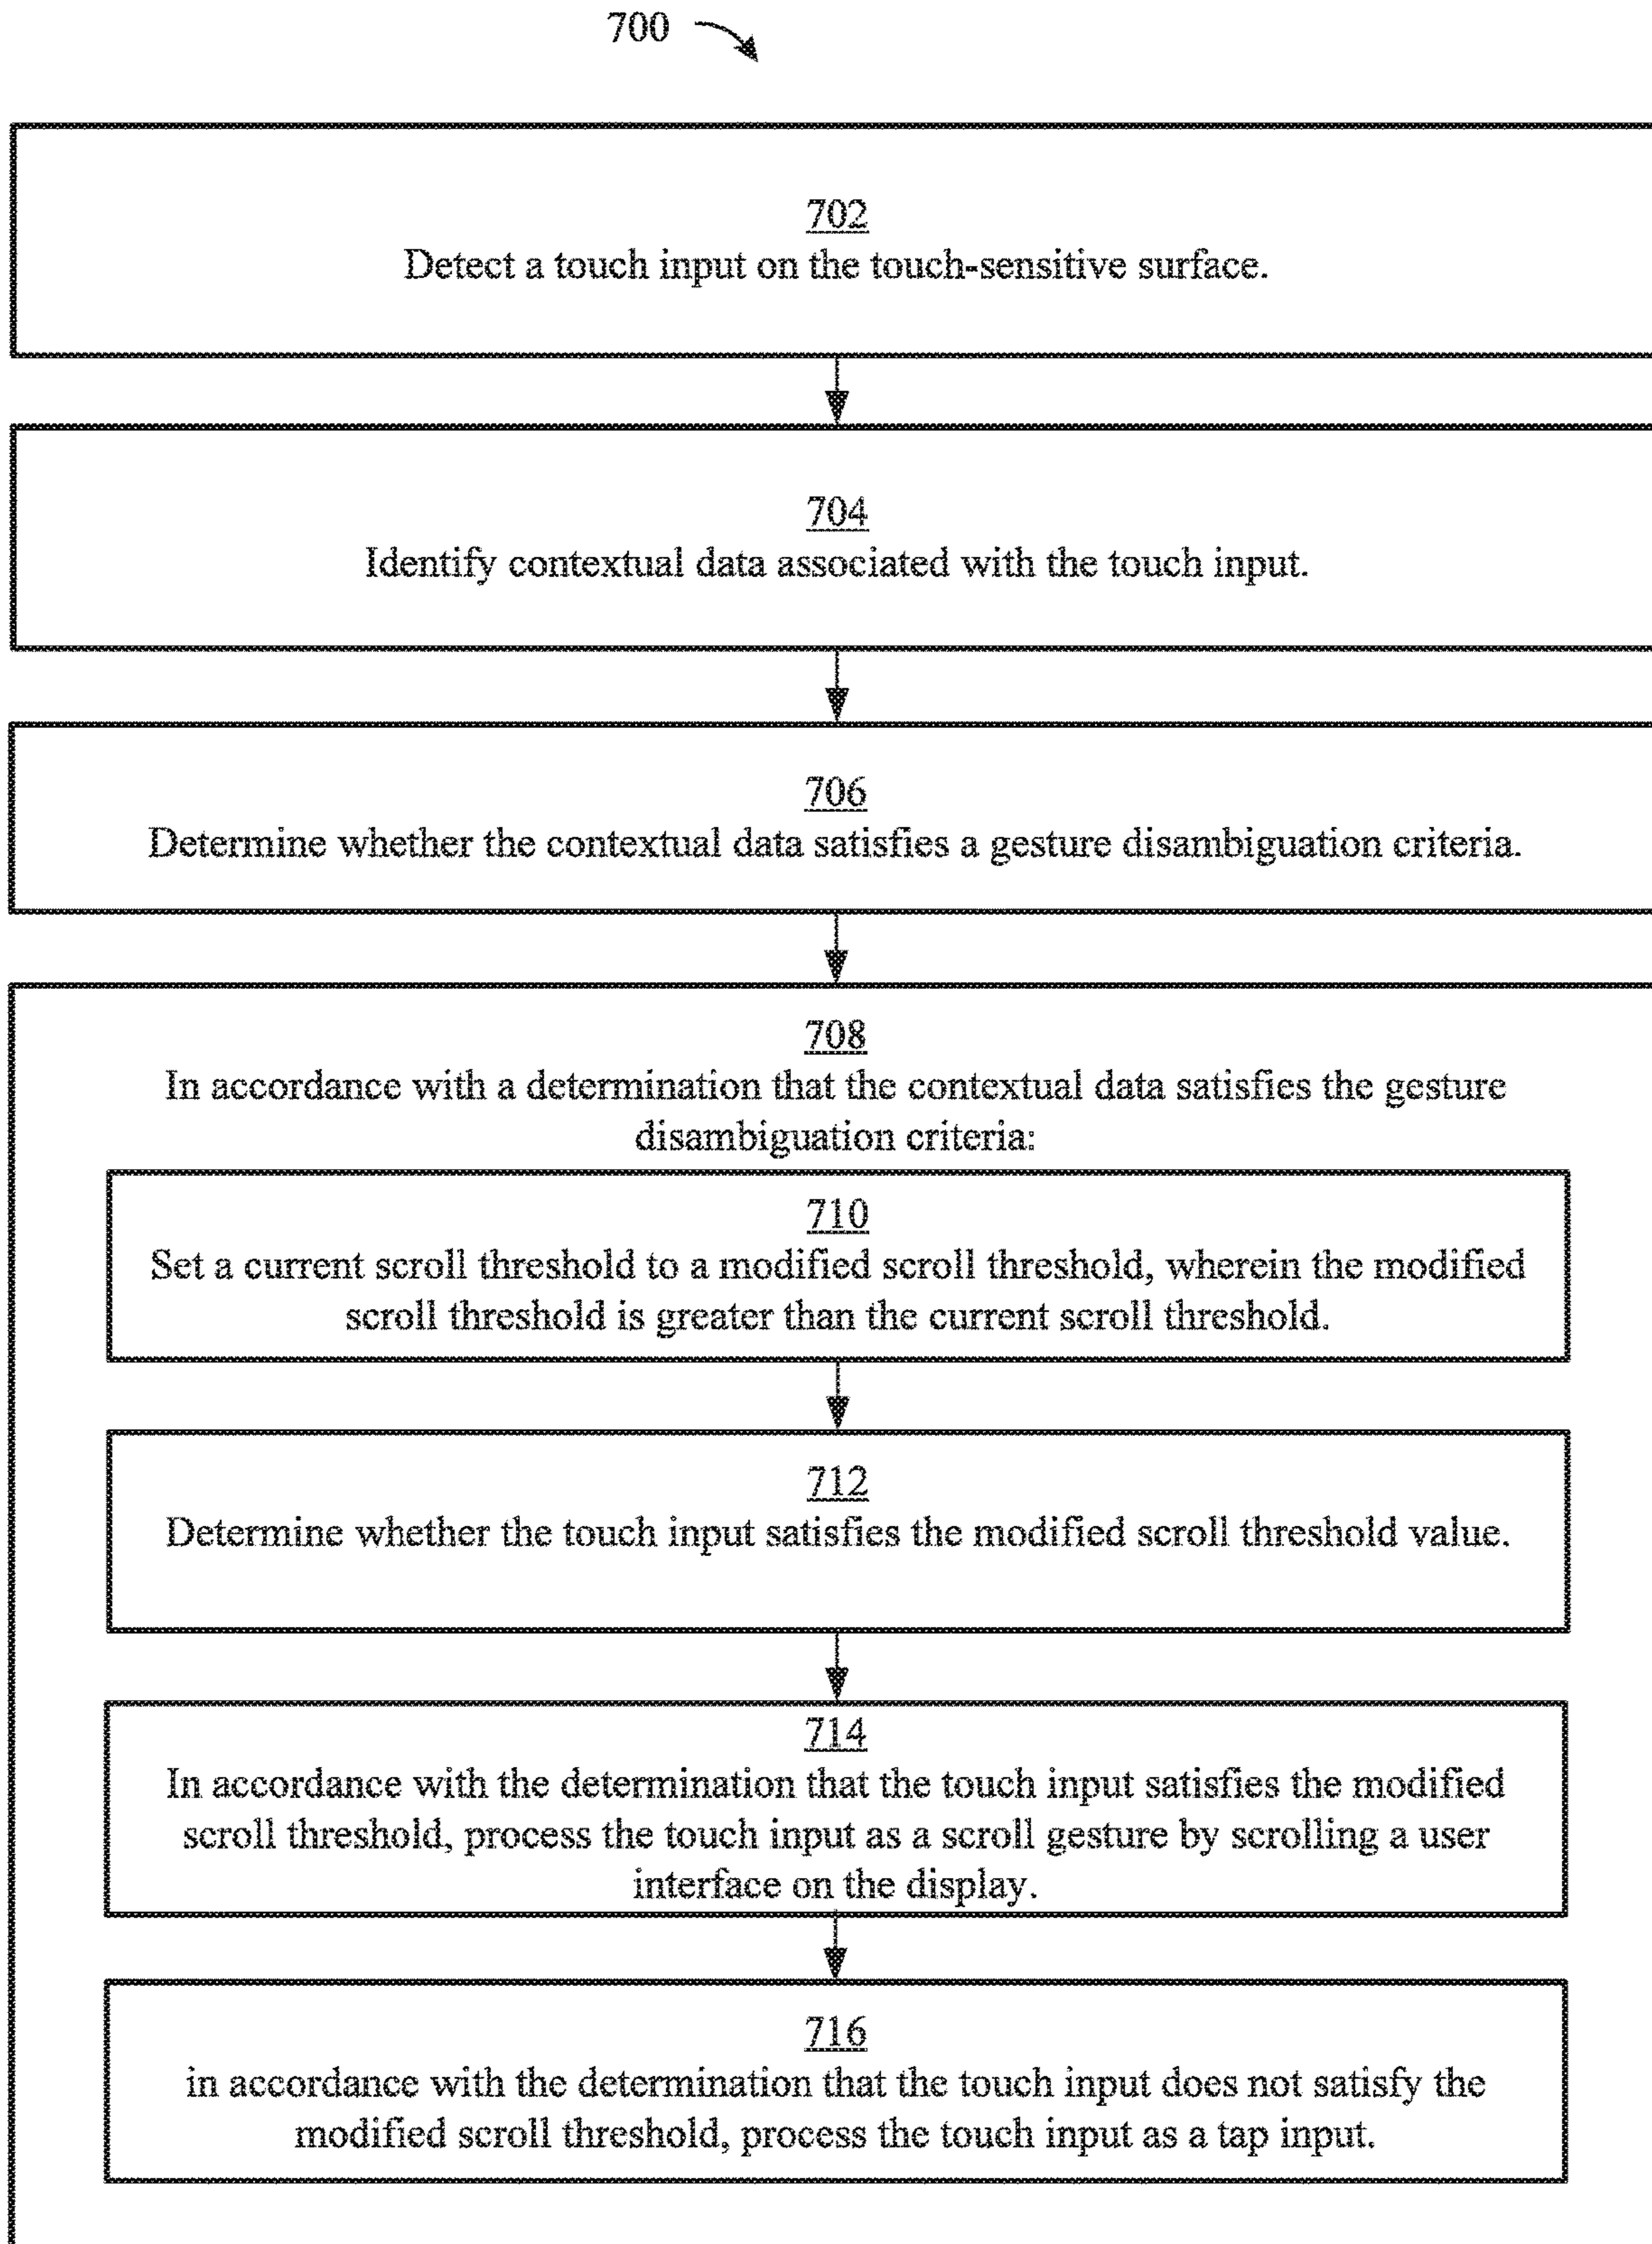 700
702
Detect a touch input on the touch-sensitive surface.
704
Identify contextual data associated with the touch input.
706
Determine whether the contextual data satisfies a gesture disambiguation criteria.
708
In accordance with a determination that the contextual data satisfies the gesture
disambiguation criteria:
710
Set a current scroll threshold to a modified scroll threshold, wherein the modified
scroll threshold is greater than the current scroll threshold.
712
Determine whether the touch input satisfies the modified scroll threshold value.
714
In accordance with the determination that the touch input satisfies the modified
scroll threshold, process the touch input as a scroll gesture by scrolling a user
interface on the display.
716
in accordance with the determination that the touch input does not satisfy the
modified scroll threshold, process the touch input as a tap input.